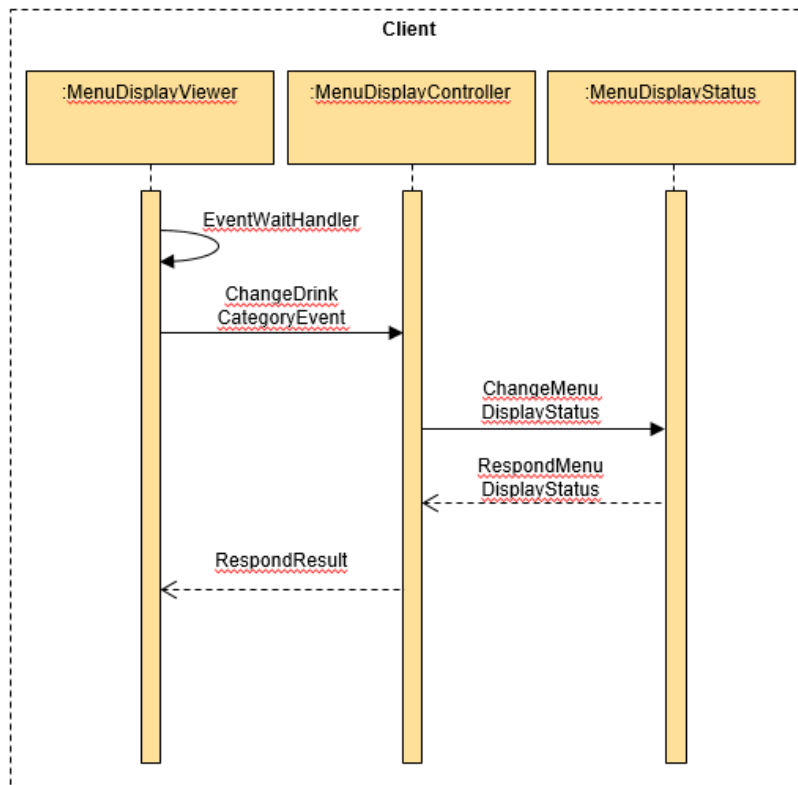 Client
:MenuDisplayViewer
:MenuDisplayController
:MenuDisplayStatus
EventWaitHandler
ChangeDrink
CategoryEvent
ChangeMenu
DisplayStatus
RespondMenu
DisplayStatus
RespondResult